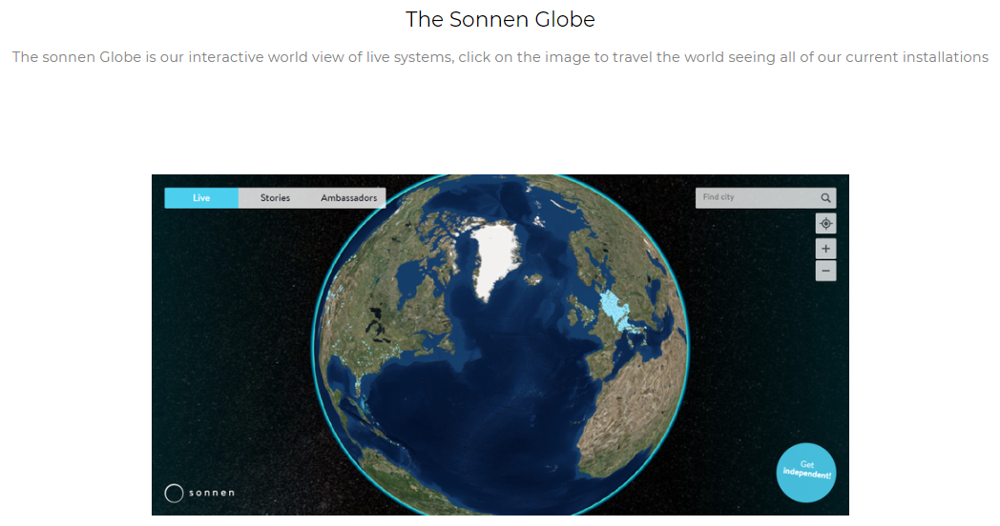 The Sonnen Globe
The sonnen Globe is our interactive world view of live systems, click on the image to travel the world seeing all of our current installations
Live Stories Ambassadors
Find city
+
−
Get
independent!
sonnen